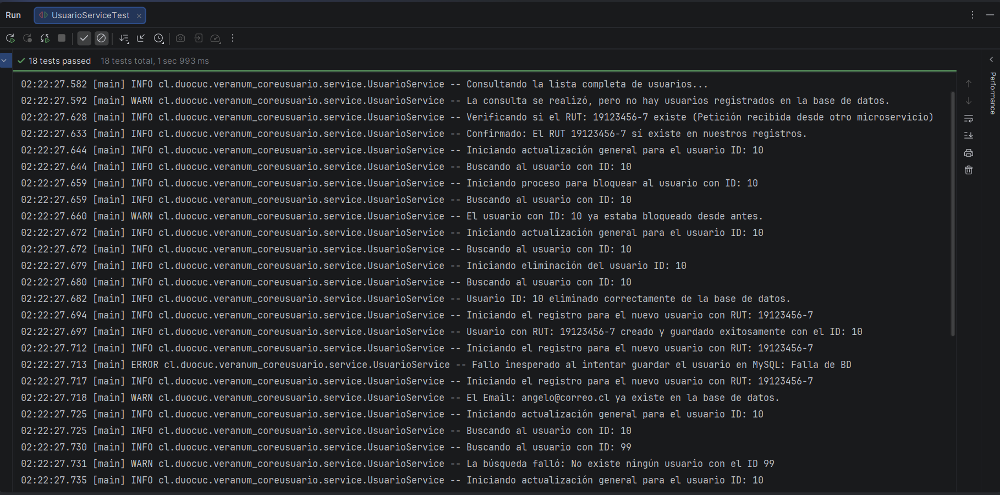 Run UsuarioServiceTest
18 tests passed 18 tests total, 1 sec 993 ms
02:22:27.582 [main] INFO cl.duocuc.veranum_coreusuario.service.UsuarioService -- Consultando la lista completa de usuarios...
02:22:27.592 [main] WARN cl.duocuc.veranum_coreusuario.service.UsuarioService -- La consulta se realizó, pero no hay usuarios registrados en la base de datos.
02:22:27.628 [main] INFO cl.duocuc.veranum_coreusuario.service.UsuarioService -- Verificando si el RUT: 19123456-7 existe (Petición recibida desde otro microservicio)
02:22:27.633 [main] INFO cl.duocuc.veranum_coreusuario.service.UsuarioService -- Confirmado: El RUT 19123456-7 sí existe en nuestros registros.
02:22:27.644 [main] INFO cl.duocuc.veranum_coreusuario.service.UsuarioService -- Iniciando actualización general para el usuario ID: 10
02:22:27.644 [main] INFO cl.duocuc.veranum_coreusuario.service.UsuarioService -- Buscando al usuario con ID: 10
02:22:27.659 [main] INFO cl.duocuc.veranum_coreusuario.service.UsuarioService -- Iniciando proceso para bloquear al usuario con ID: 10
02:22:27.659 [main] INFO cl.duocuc.veranum_coreusuario.service.UsuarioService -- Buscando al usuario con ID: 10
02:22:27.660 [main] WARN cl.duocuc.veranum_coreusuario.service.UsuarioService -- El usuario con ID: 10 ya estaba bloqueado desde antes.
02:22:27.672 [main] INFO cl.duocuc.veranum_coreusuario.service.UsuarioService -- Iniciando actualización general para el usuario ID: 10
02:22:27.672 [main] INFO cl.duocuc.veranum_coreusuario.service.UsuarioService -- Buscando al usuario con ID: 10
02:22:27.679 [main] INFO cl.duocuc.veranum_coreusuario.service.UsuarioService -- Iniciando eliminación del usuario ID: 10
02:22:27.680 [main] INFO cl.duocuc.veranum_coreusuario.service.UsuarioService -- Buscando al usuario con ID: 10
02:22:27.682 [main] INFO cl.duocuc.veranum_coreusuario.service.UsuarioService -- Usuario ID: 10 eliminado correctamente de la base de datos.
02:22:27.694 [main] INFO cl.duocuc.veranum_coreusuario.service.UsuarioService -- Iniciando el registro para el nuevo usuario con RUT: 19123456-7
02:22:27.697 [main] INFO cl.duocuc.veranum_coreusuario.service.UsuarioService -- Usuario con RUT: 19123456-7 creado y guardado exitosamente con el ID: 10
02:22:27.712 [main] INFO cl.duocuc.veranum_coreusuario.service.UsuarioService -- Iniciando el registro para el nuevo usuario con RUT: 19123456-7
02:22:27.713 [main] ERROR cl.duocuc.veranum_coreusuario.service.UsuarioService -- Fallo inesperado al intentar guardar el usuario en MySQL: Falla de BD
02:22:27.717 [main] INFO cl.duocuc.veranum_coreusuario.service.UsuarioService -- Iniciando el registro para el nuevo usuario con RUT: 19123456-7
02:22:27.718 [main] WARN cl.duocuc.veranum_coreusuario.service.UsuarioService -- El Email: angelo@correo.cl ya existe en la base de datos.
02:22:27.725 [main] INFO cl.duocuc.veranum_coreusuario.service.UsuarioService -- Iniciando actualización general para el usuario ID: 10
02:22:27.725 [main] INFO cl.duocuc.veranum_coreusuario.service.UsuarioService -- Buscando al usuario con ID: 10
02:22:27.730 [main] INFO cl.duocuc.veranum_coreusuario.service.UsuarioService -- Buscando al usuario con ID: 99
02:22:27.731 [main] WARN cl.duocuc.veranum_coreusuario.service.UsuarioService -- La búsqueda falló: No existe ningún usuario con el ID 99
02:22:27.735 [main] INFO cl.duocuc.veranum_coreusuario.service.UsuarioService -- Iniciando actualización general para el usuario ID: 10
Performance